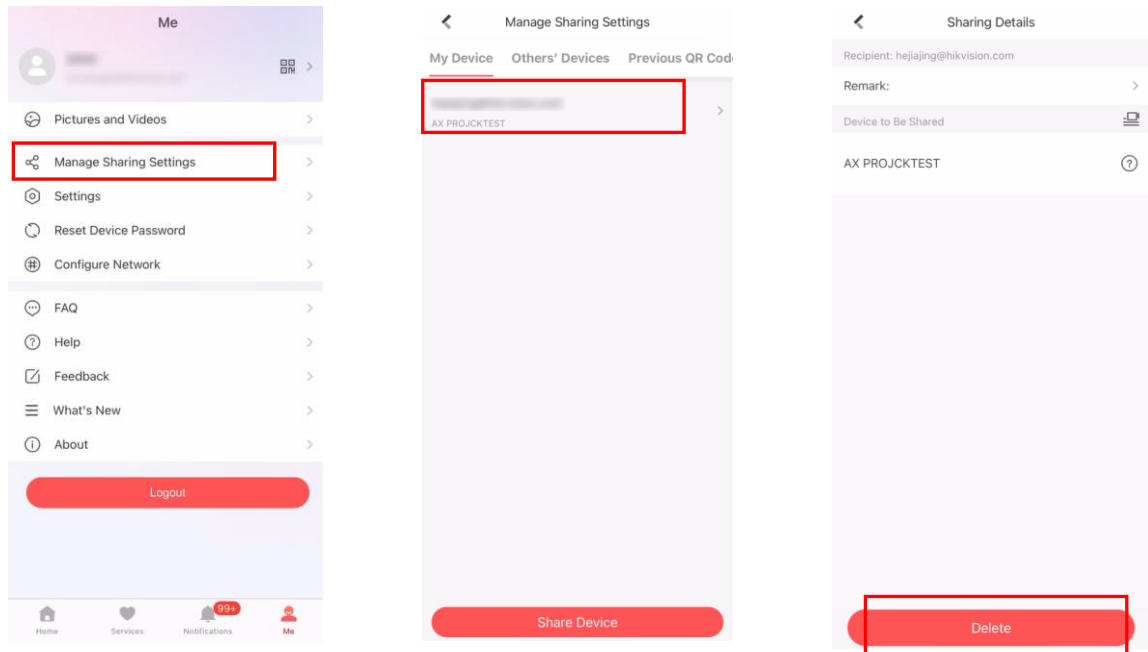 Me
Pictures and Videos
Manage Sharing Settings
Settings
Reset Device Password
Configure Network
FAQ
Help
Feedback
What's New
About
Logout
99+
Home
Services
Notifications
Me
Manage Sharing Settings
My Device
Others' Devices
Previous QR Cod
AX PROJCKTEST
Share Device
Sharing Details
Recipient: hejiajing@hikvision.com
Remark:
Device to Be Shared
AX PROJCKTEST
Delete